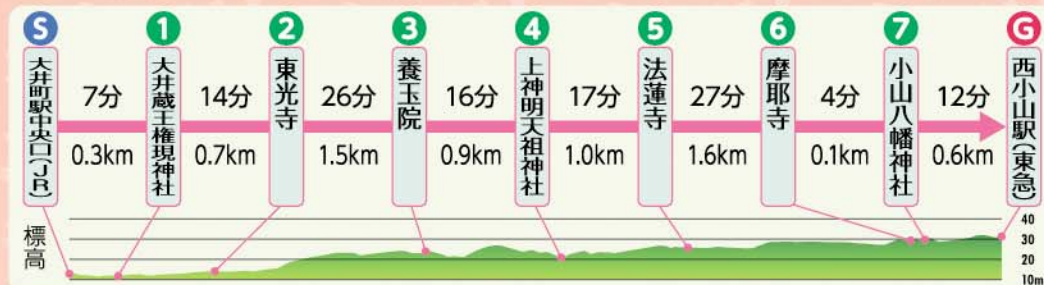 S
1
2
3
4
5
6
7
G
大井町駅中央口(JR)
7分
0.3km
大井蔵王権現神社
14分
0.7km
東光寺
26分
1.5km
養玉院
16分
0.9km
上神明天祖神社
17分
1.0km
法蓮寺
27分
1.6km
摩耶寺
4分
0.1km
小山八幡神社
12分
0.6km
西小山駅(東急)
標高
40
30
20
10m